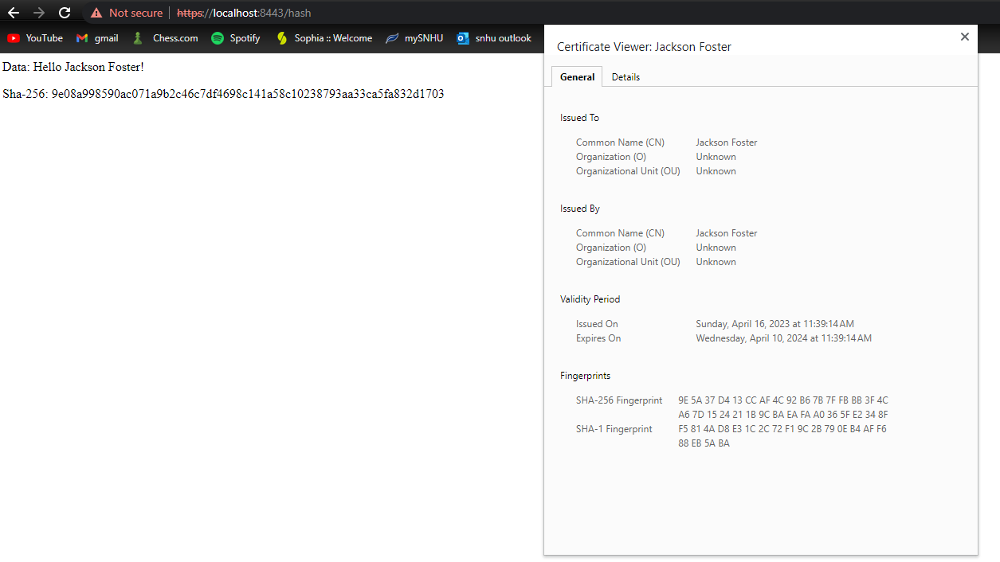 Not secure | https://localhost:8443/hash
YouTube gmail Chess.com Spotify Sophia :: Welcome mySNHU snhu outlook
Data: Hello Jackson Foster!
Sha-256: 9e08a998590ac071a9b2c46c7df4698c141a58c10238793aa33ca5fa832d1703
Certificate Viewer: Jackson Foster
General Details
Issued To
Common Name (CN) Jackson Foster
Organization (O) Unknown
Organizational Unit (OU) Unknown
Issued By
Common Name (CN) Jackson Foster
Organization (O) Unknown
Organizational Unit (OU) Unknown
Validity Period
Issued On Sunday, April 16, 2023 at 11:39:14 AM
Expires On Wednesday, April 10, 2024 at 11:39:14 AM
Fingerprints
SHA-256 Fingerprint 9E 5A 37 D4 13 CC AF 4C 92 B6 7B 7F FB BB 3F 4C
A6 7D 15 24 21 1B 9C BA EA FA A0 36 5F E2 34 8F
SHA-1 Fingerprint F5 81 4A D8 E3 1C 2C 72 F1 9C 2B 79 0E B4 AF F6
88 EB 5A BA